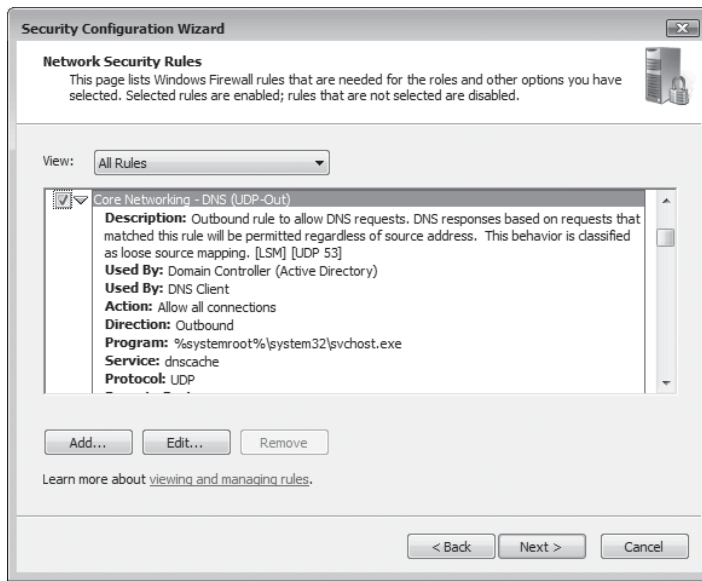 Security Configuration Wizard
Network Security Rules
This page lists Windows Firewall rules that are needed for the roles and other options you have
selected. Selected rules are enabled; rules that are not selected are disabled.
View: All Rules
Core Networking - DNS (UDP-Out)
Description: Outbound rule to allow DNS requests. DNS responses based on requests that
matched this rule will be permitted regardless of source address. This behavior is classified
as loose source mapping. [LSM] [UDP 53]
Used By: Domain Controller (Active Directory)
Used By: DNS Client
Action: Allow all connections
Direction: Outbound
Program: %systemroot%\system32\svchost.exe
Service: dnscache
Protocol: UDP
Add... Edit... Remove
Learn more about viewing and managing rules.
< Back Next > Cancel